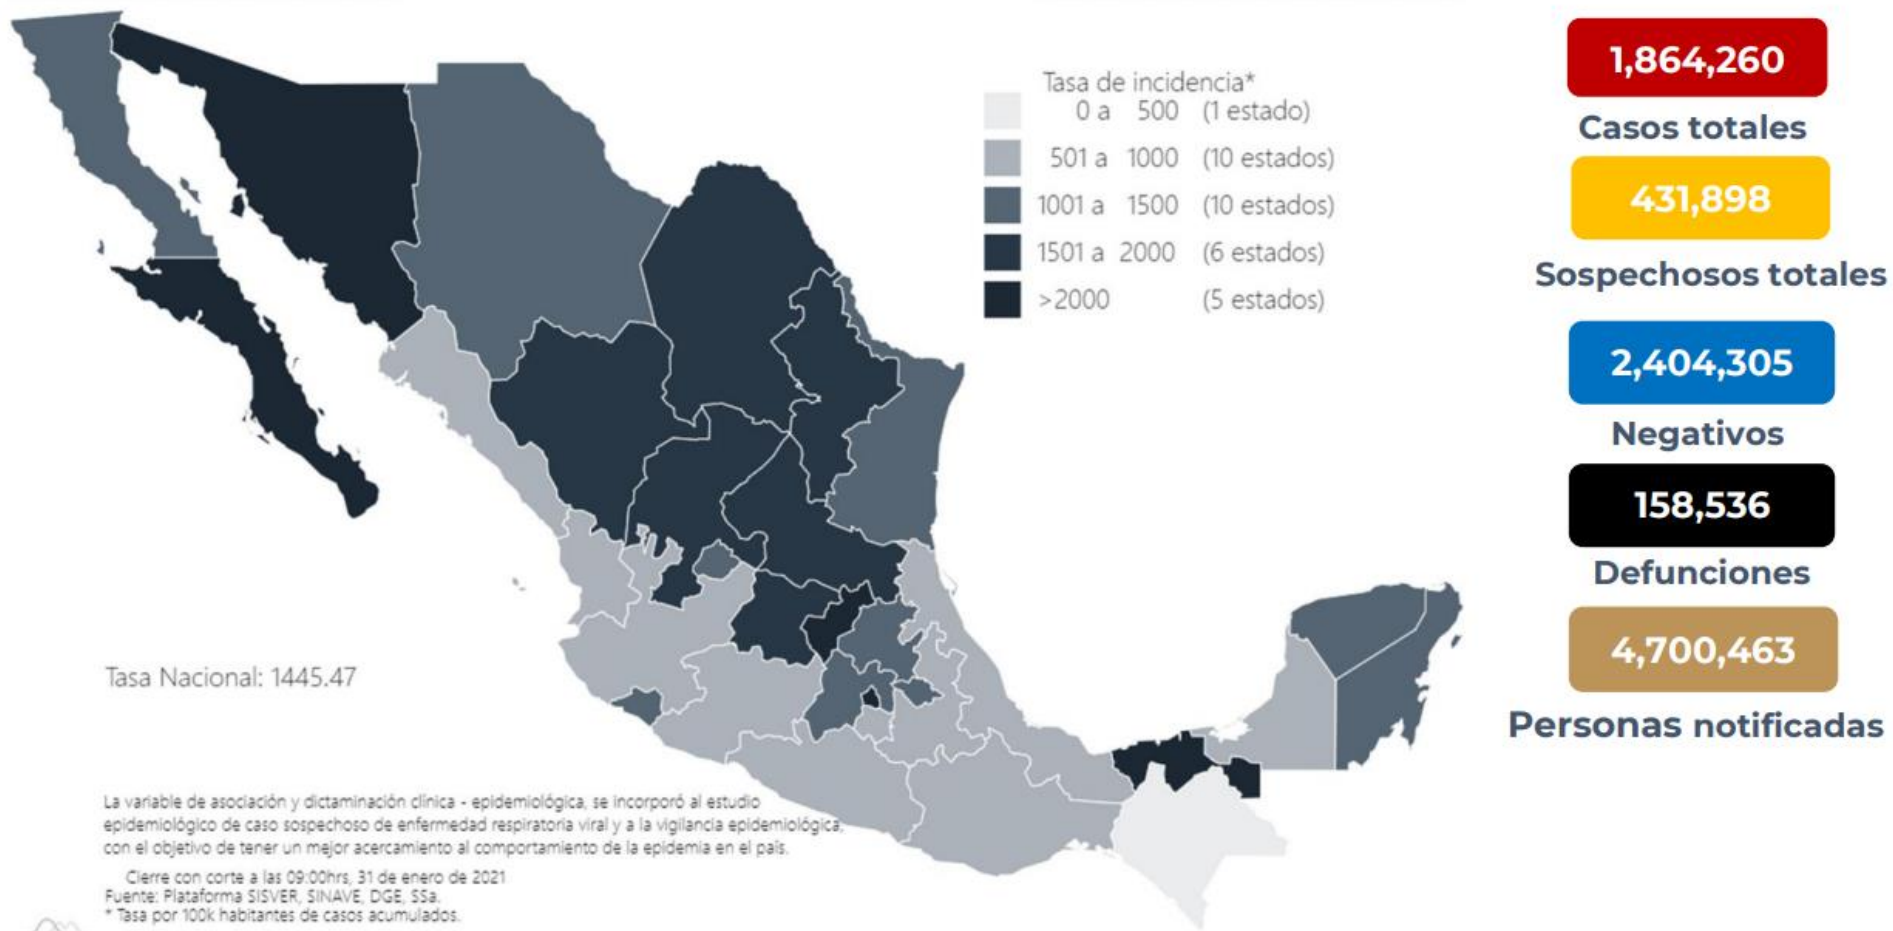 Tasa de incidencia*
0 a 500 (1 estado)
501 a 1000 (10 estados)
1001 a 1500 (10 estados)
1501 a 2000 (6 estados)
>2000 (5 estados)
Tasa Nacional: 1445.47
La variable de asociación y dictaminación clínica - epidemiológica, se incorporó al estudio
epidemiológico de caso sospechoso de enfermedad respiratoria viral y a la vigilancia epidemiológica,
con el objetivo de tener un mejor acercamiento al comportamiento de la epidemia en el país.
Cierre con corte a las 09:00hrs, 31 de enero de 2021
Fuente: Plataforma SISVER, SINAVE, DGE, SSa.
* Tasa por 100k habitantes de casos acumulados.
1,864,260
Casos totales
431,898
Sospechosos totales
2,404,305
Negativos
158,536
Defunciones
4,700,463
Personas notificadas